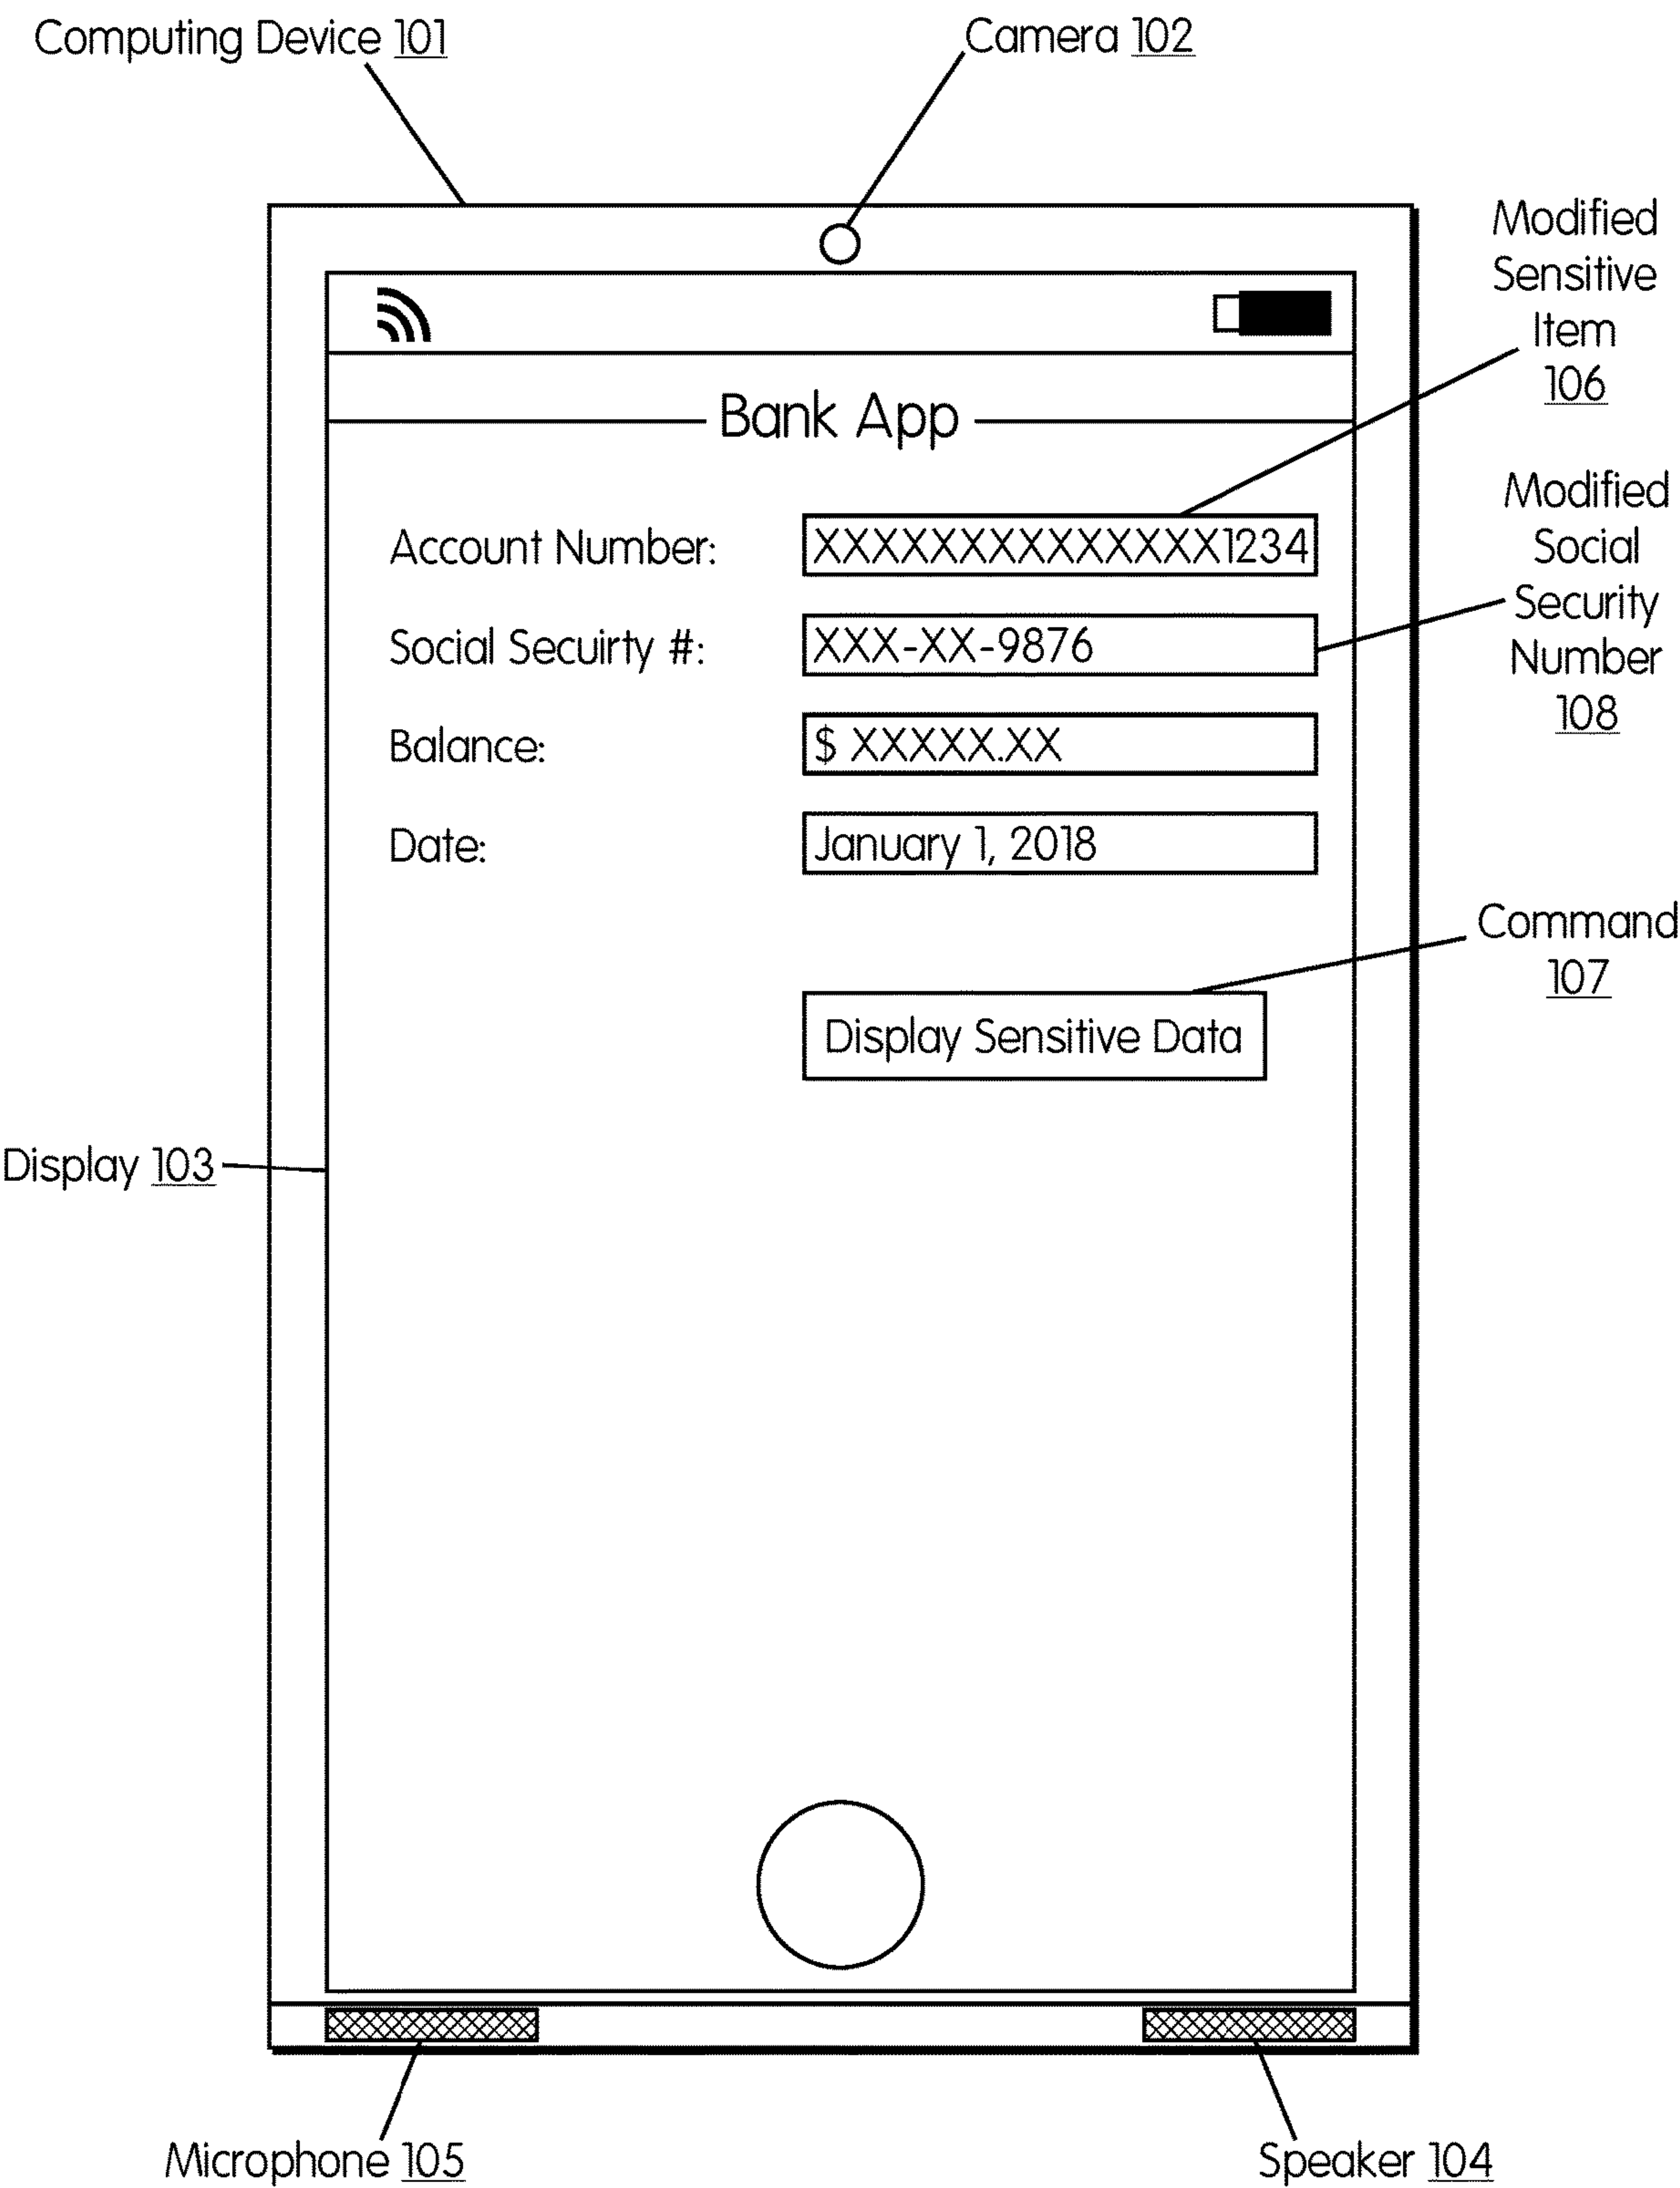 Computing Device 101
Camera 102
Modified
Sensitive
Item
106
Bank App
Modified
Social
Security
Number
108
Account Number: XXXXXXXXXXXXXX1234
Social Secuirty #: XXX-XX-9876
Balance: $ XXXXX.XX
Date: January 1, 2018
Command
107
Display Sensitive Data
Display 103
Microphone 105
Speaker 104